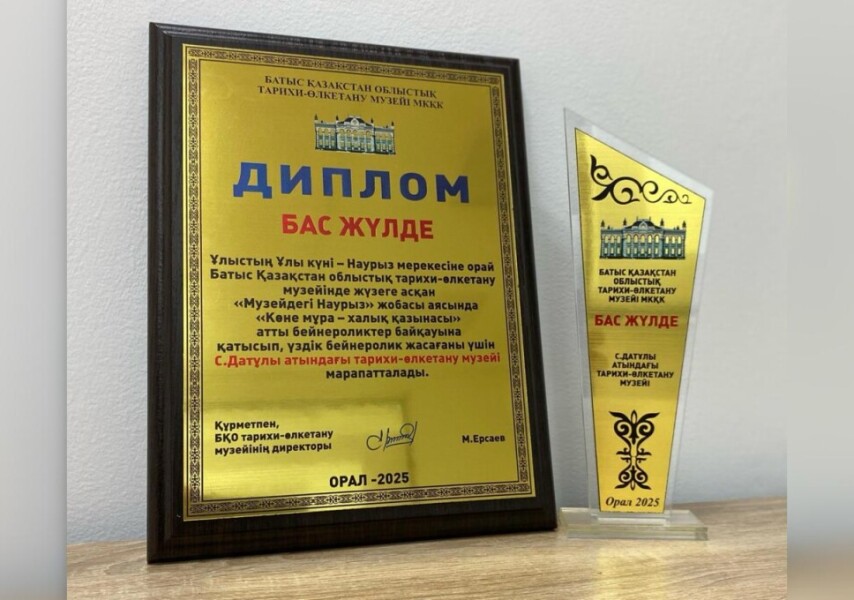 БАТЫС ҚАЗАҚСТАН ОБЛЫСТЫҚ
ТАРИХИ-ӨЛКЕТАНУ МУЗЕЙІ МКҚК
ДИПЛОМ
БАС ЖҮЛДЕ
Ұлыстың Ұлы күні – Наурыз мерекесіне орай
Батыс Қазақстан облыстық тарихи-өлкетану
музейінде жүзеге асқан
«Музейдегі Наурыз» жобасы аясында
«Көне мұра – халық қазынасы»
атты бейнероликтер байқауына
қатысып, үздік бейнеролик жасағаны үшін
С.Датұлы атындағы тарихи-өлкетану музейі
марапатталады.
Құрметпен,
БҚО тарихи-өлкетану
музейінің директоры
М.Ерсаев
ОРАЛ -2025
БАТЫС ҚАЗАҚСТАН
ОБЛЫСТЫҚ
ТАРИХИ-ӨЛКЕТАНУ
МУЗЕЙІ МКҚК
БАС ЖҮЛДЕ
С.ДАТҰЛЫ
АТЫНДАҒЫ
ТАРИХИ-ӨЛКЕТАНУ
МУЗЕЙІ
Орал 2025